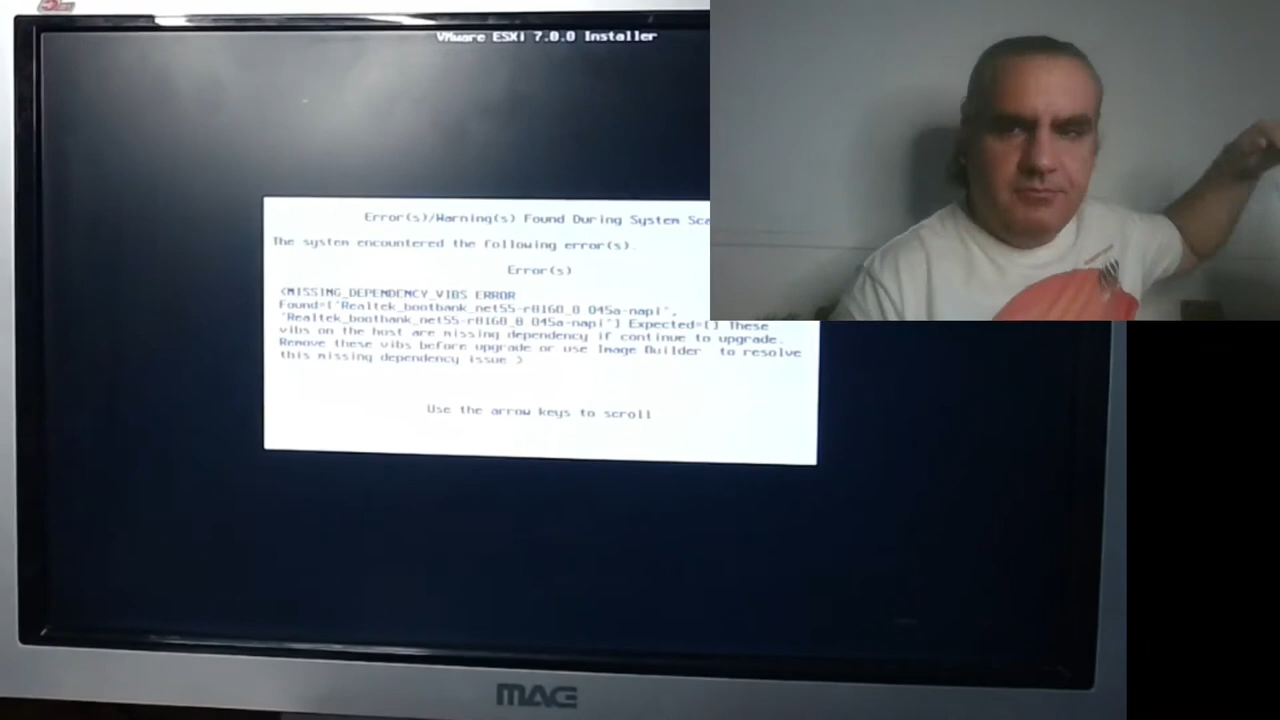 VMware ESXi 7.0.0 Installer
Error(s)/Warning(s) Found During System Sca
The system encountered the following error(s).
Error(s)
<MISSING_DEPENDENCY_VIBS ERROR
Found=['Realtek_bootbank_net55-r8168_8.045a-napi',
'Realtek_bootbank_net55-r8168_8.045a-napi'] Expected=[] These
vibs on the host are missing dependency if continue to upgrade.
Remove these vibs before upgrade or use Image Builder to resolve
this missing dependency issue >
Use the arrow keys to scroll
MAG